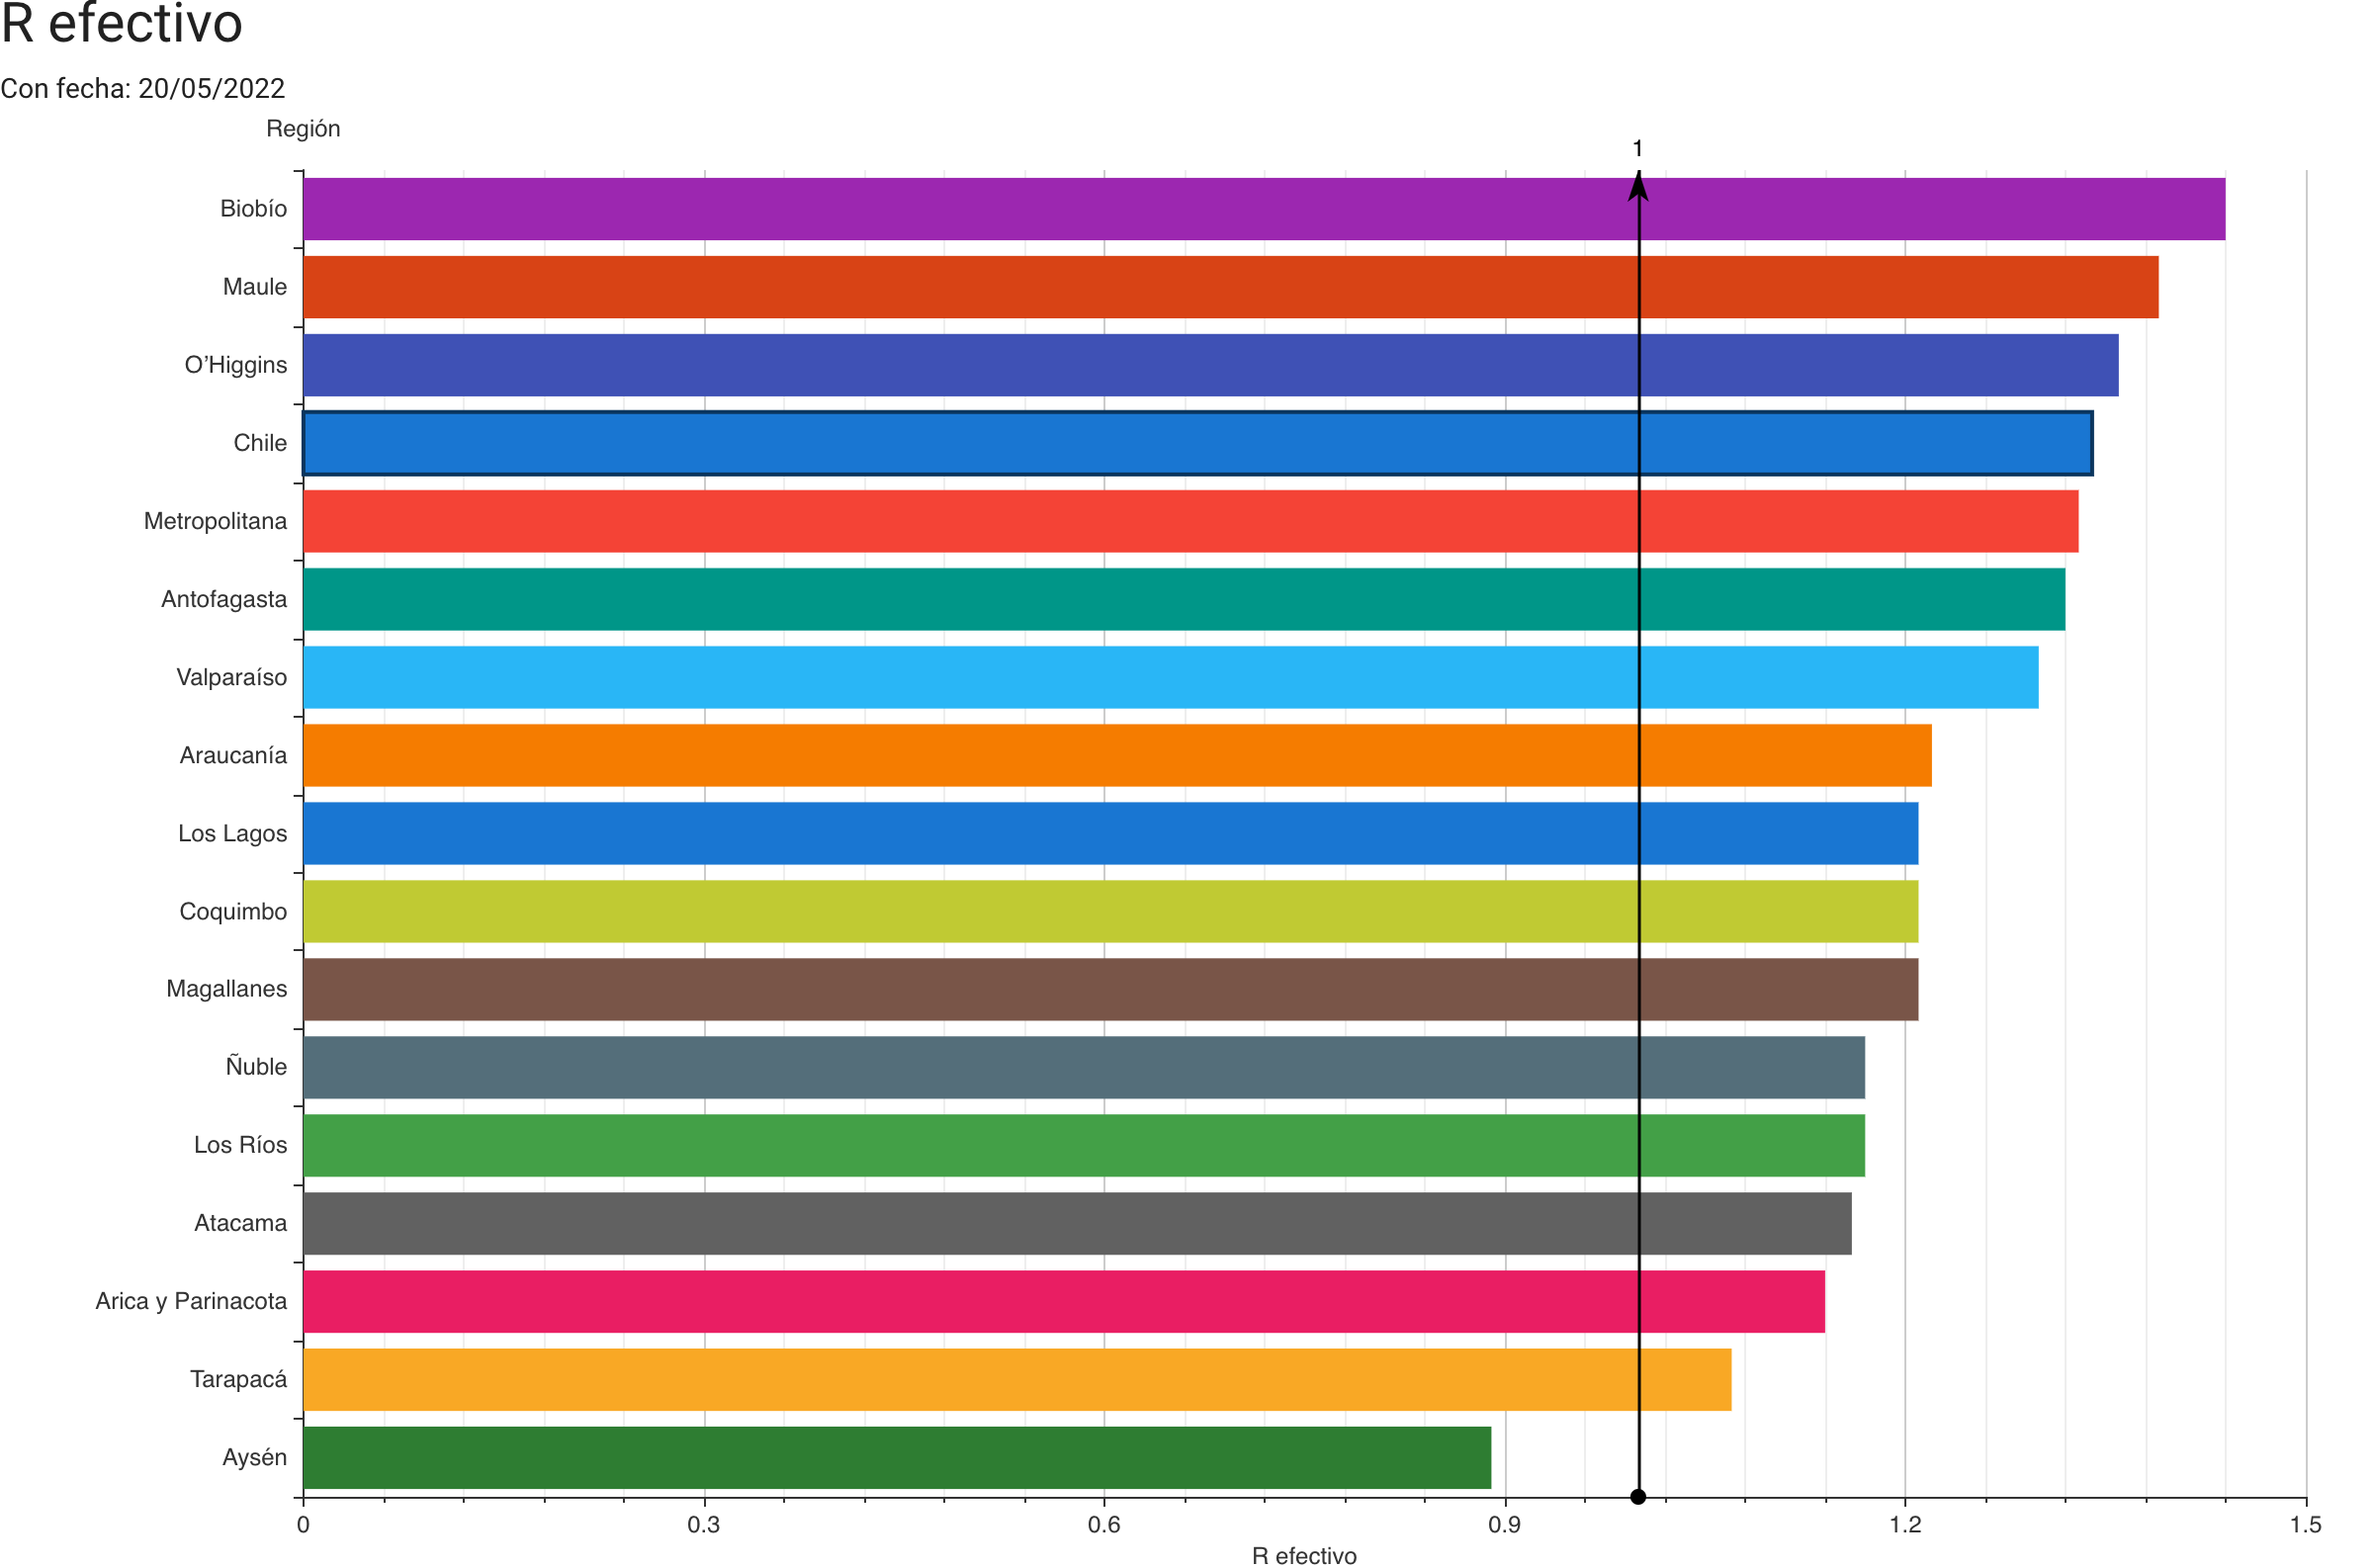 R efectivo
Con fecha: 20/05/2022
Región
1
Biobío
Maule
O’Higgins
Chile
Metropolitana
Antofagasta
Valparaíso
Araucanía
Los Lagos
Coquimbo
Magallanes
Ñuble
Los Ríos
Atacama
Arica y Parinacota
Tarapacá
Aysén
0 0.3 0.6 0.9 1.2 1.5
R efectivo